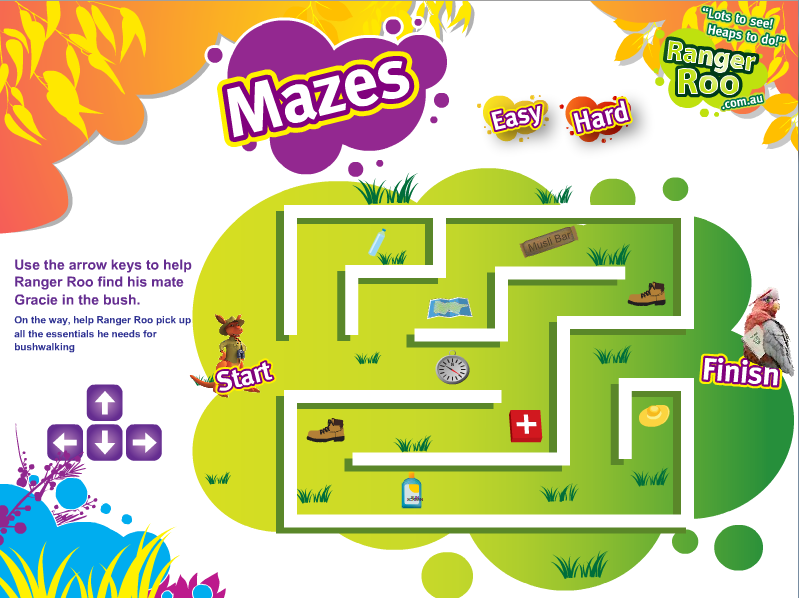 "Lots to see!
Heaps to do!"
Ranger
Roo
.com.au
Mazes
Easy
Hard
Use the arrow keys to help
Ranger Roo find his mate
Gracie in the bush.
On the way, help Ranger Roo pick up
all the essentials he needs for
bushwalking
Musli Bar
Start
Finish